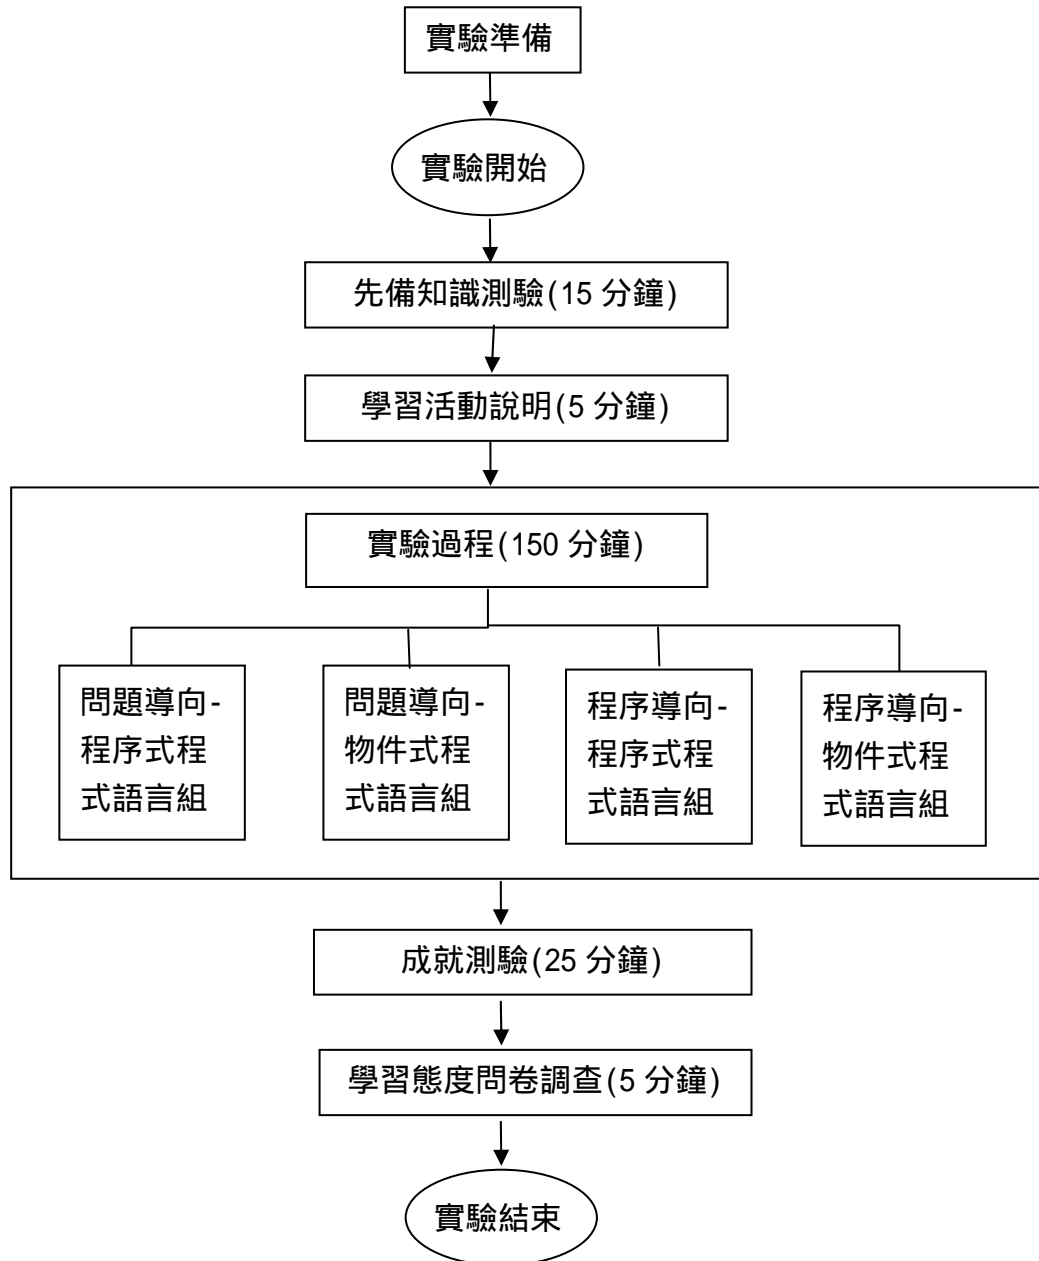 實驗準備
實驗開始
先備知識測驗(15 分鐘)
學習活動說明(5 分鐘)
實驗過程(150 分鐘)
問題導向-
程序式程
式語言組
問題導向-
物件式程
式語言組
程序導向-
程序式程
式語言組
程序導向-
物件式程
式語言組
成就測驗(25 分鐘)
學習態度問卷調查(5 分鐘)
實驗結束